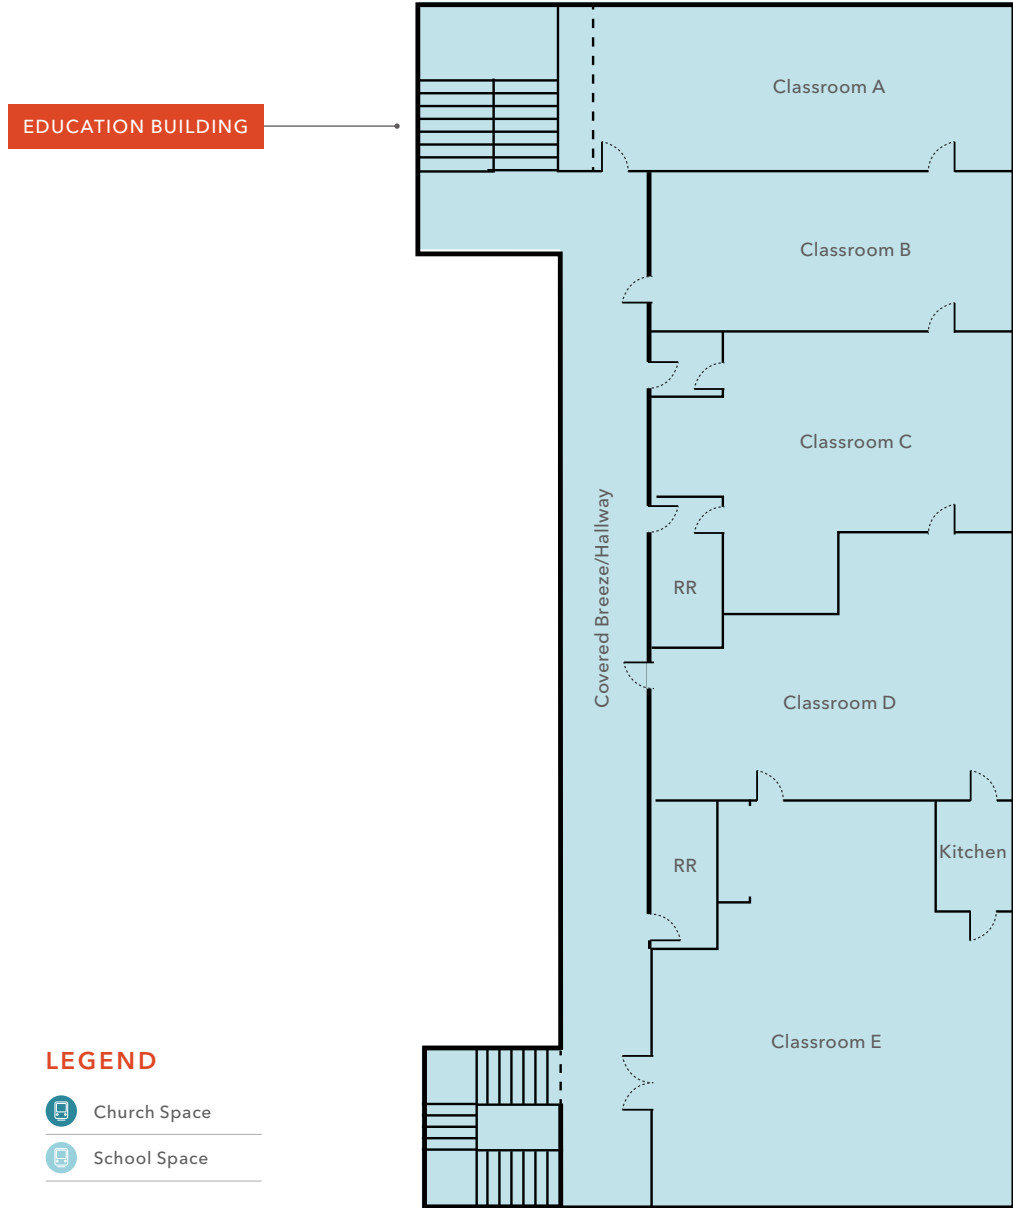 Classroom A
EDUCATION BUILDING
Classroom B
Classroom C
Covered Breeze/Hallway
RR
Classroom D
RR
Kitchen
Classroom E
LEGEND
Church Space
School Space